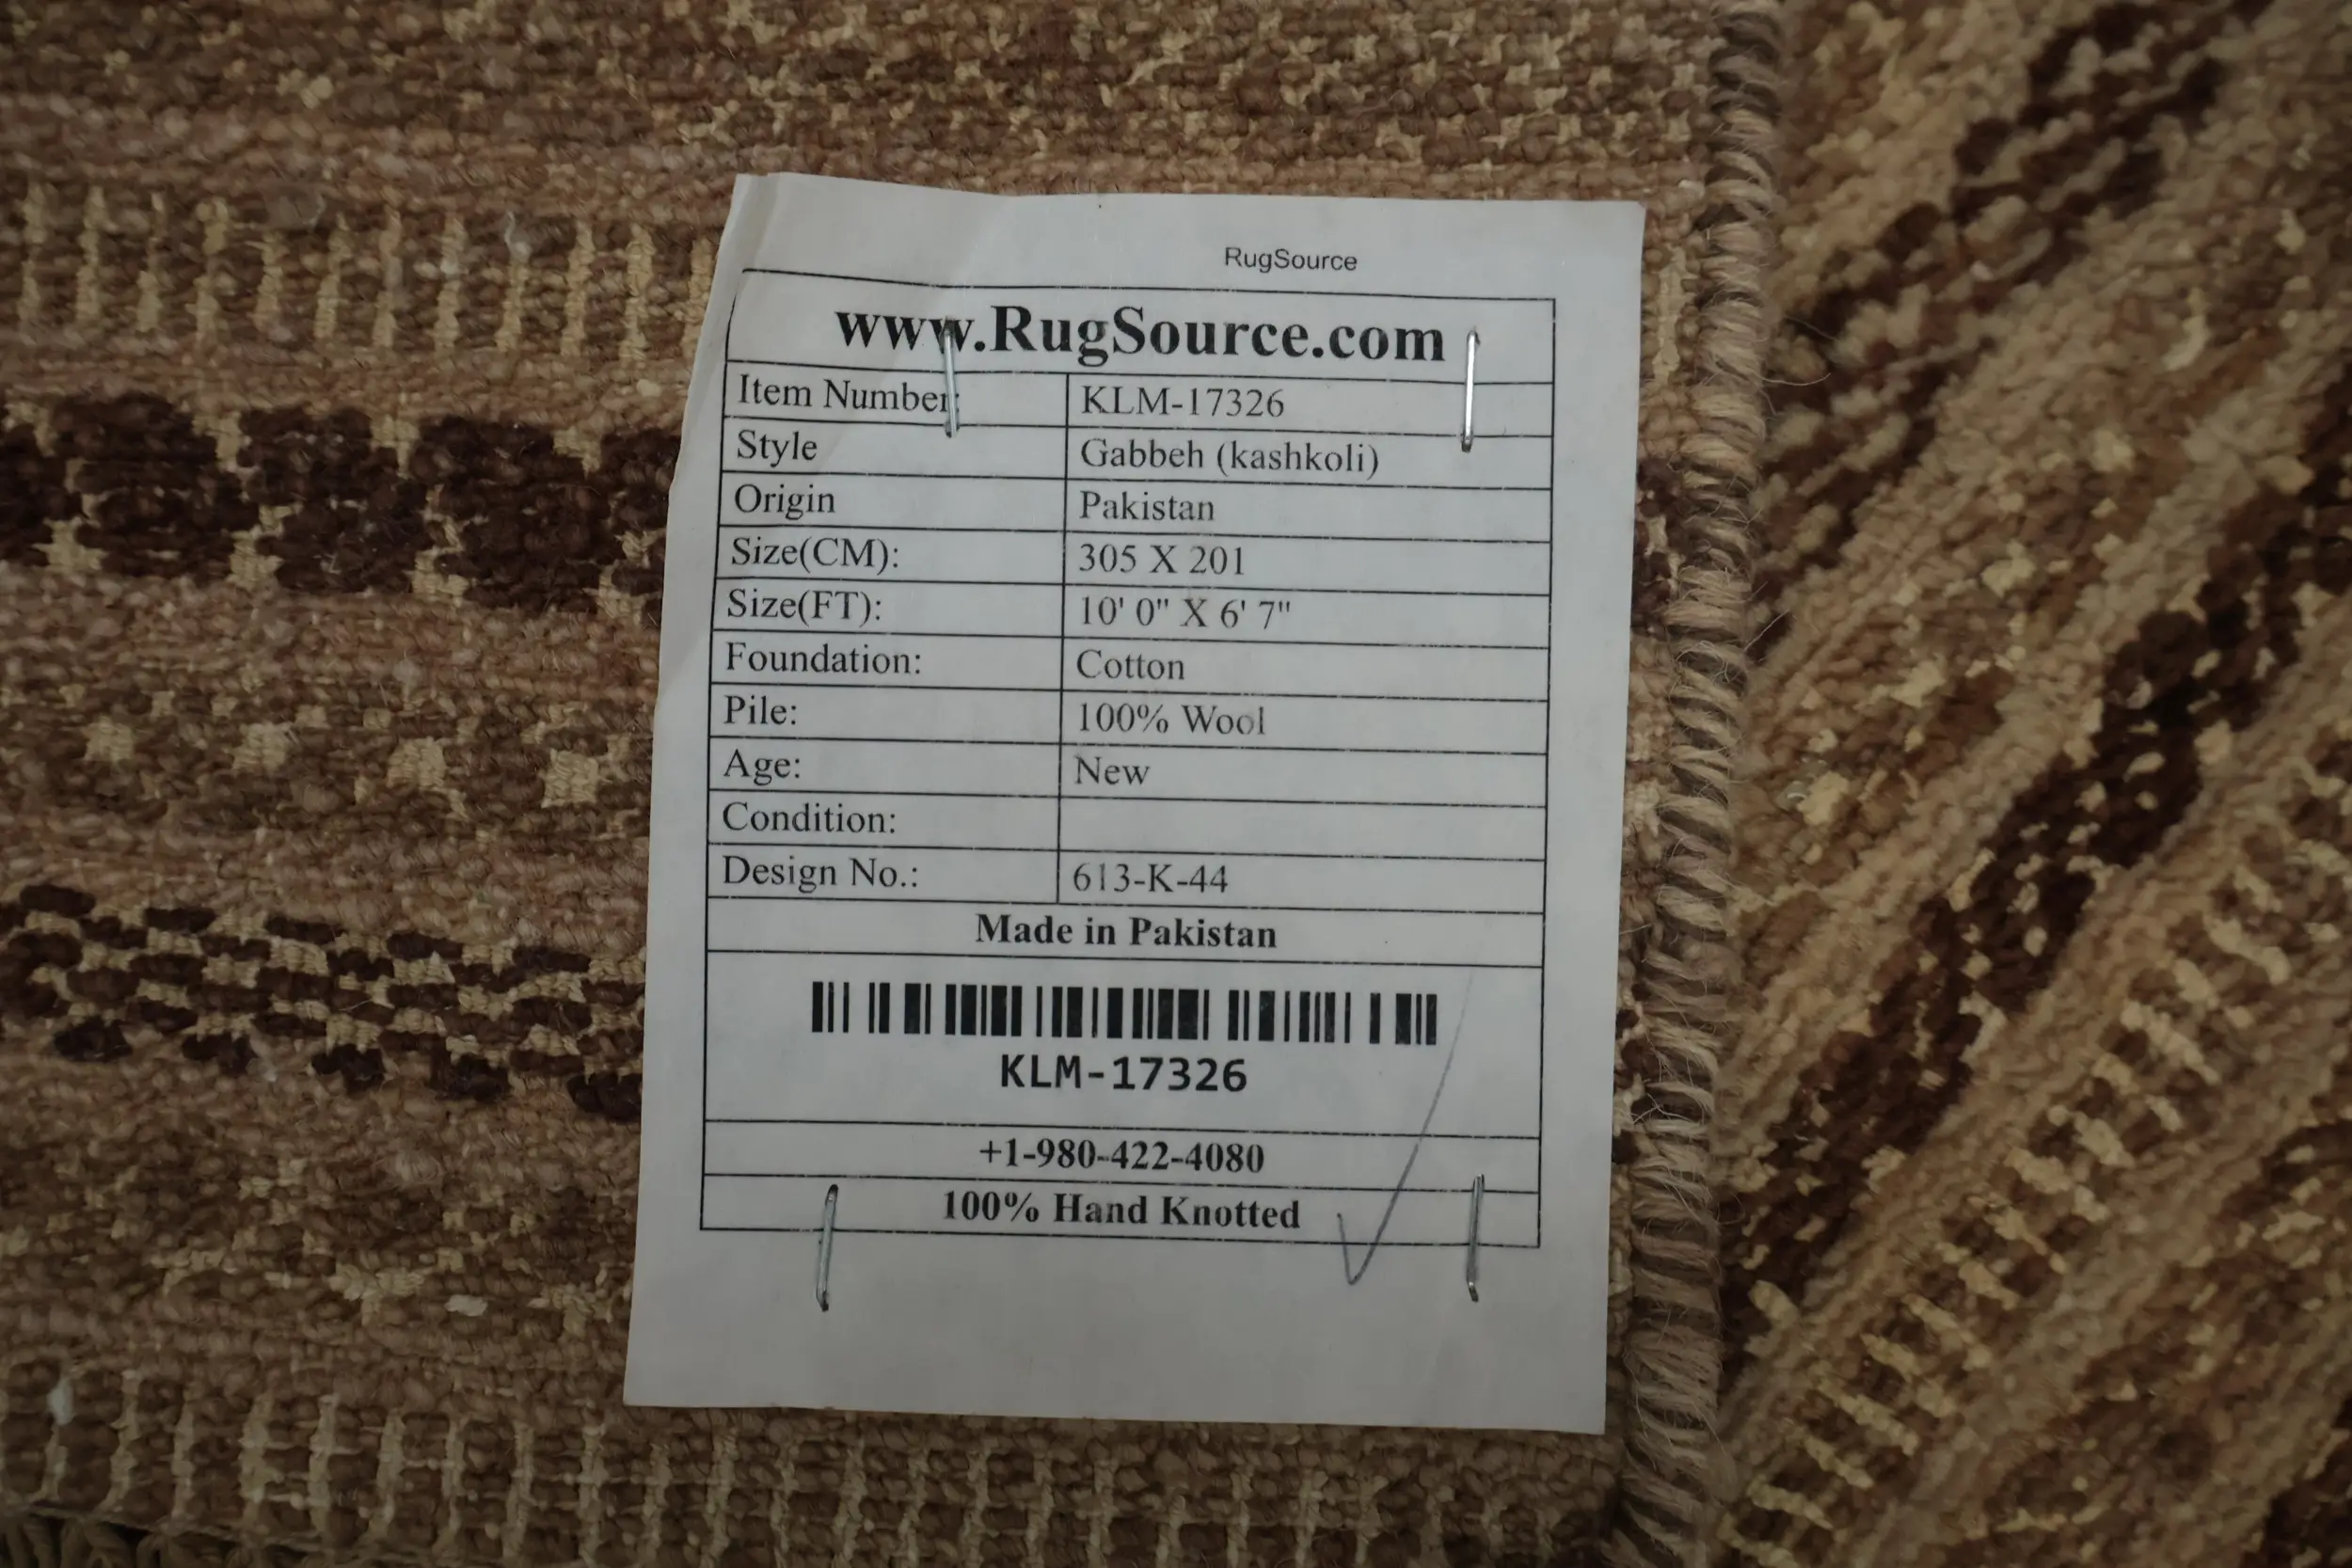 RugSource
www.RugSource.com
Item Number: KLM-17326
Style Gabbeh (kashkoli)
Origin Pakistan
Size(CM): 305 X 201
Size(FT): 10' 0" X 6' 7"
Foundation: Cotton
Pile: 100% Wool
Age: New
Condition:
Design No.: 613-K-44
Made in Pakistan
KLM-17326
+1-980-422-4080
100% Hand Knotted